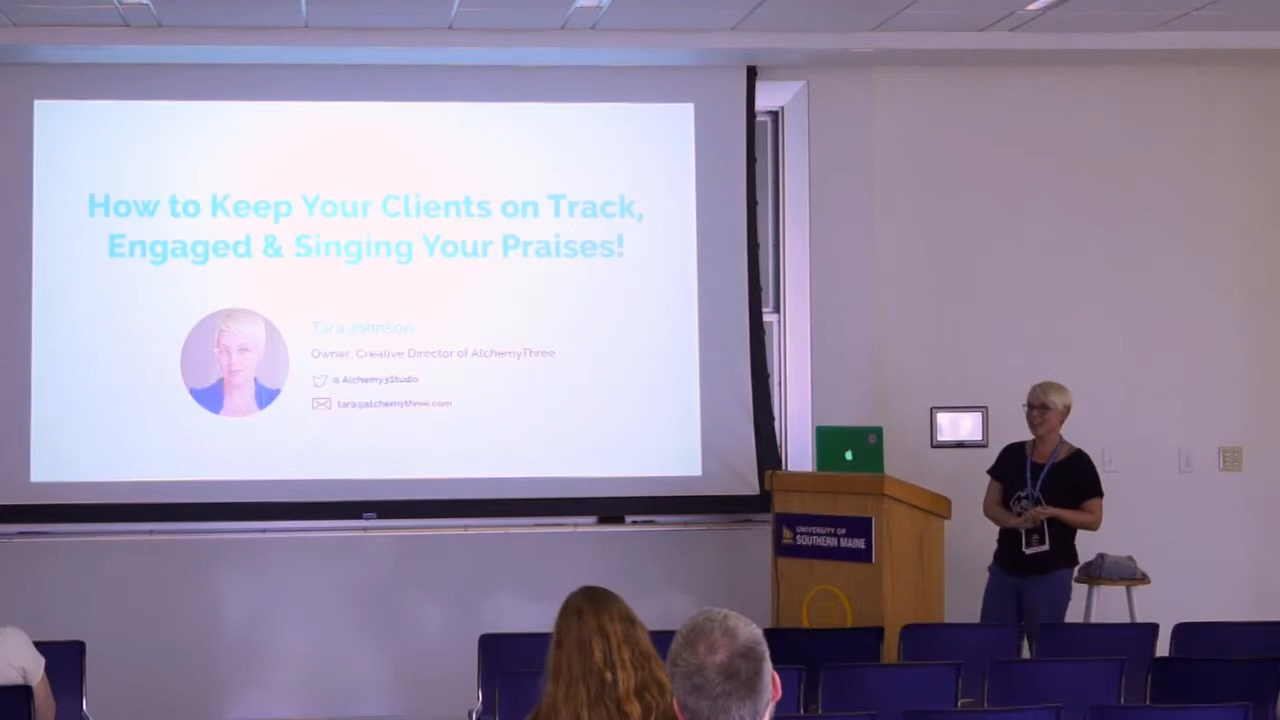 How to Keep Your Clients on Track,
Engaged & Singing Your Praises!
Tara Johnson
Owner, Creative Director of AlchemyThree
@Alchemy3Studio
tara@alchemythree.com
UNIVERSITY OF
SOUTHERN MAINE